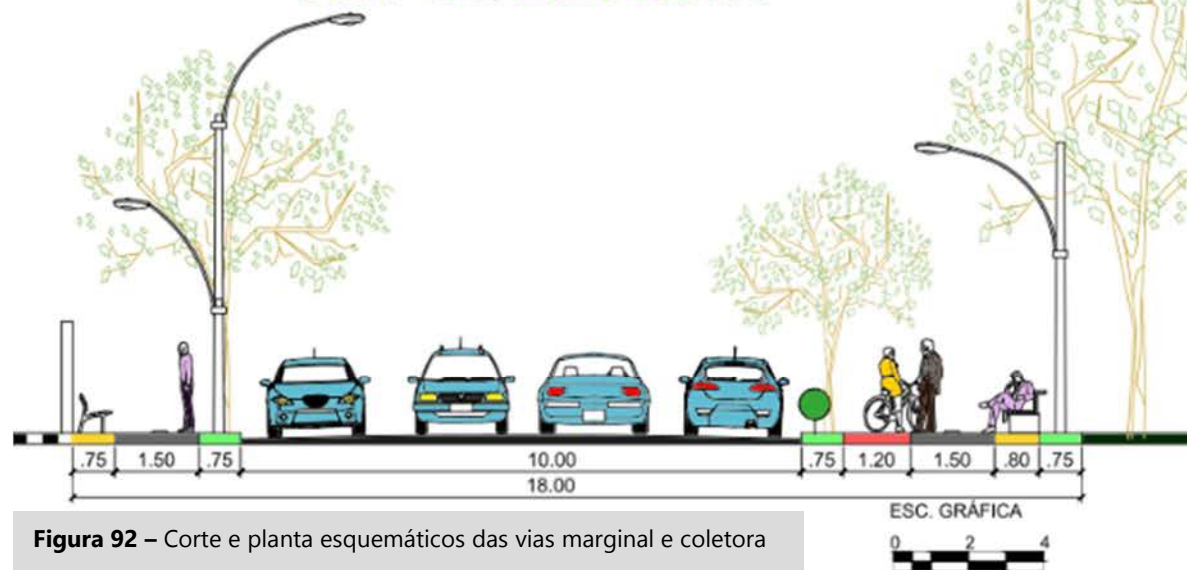 .75 1.50 .75 10.00 .75 1.20 1.50 .80 .75
18.00
ESC. GRÁFICA
0 2 4
Figura 92 – Corte e planta esquemáticos das vias marginal e coletora